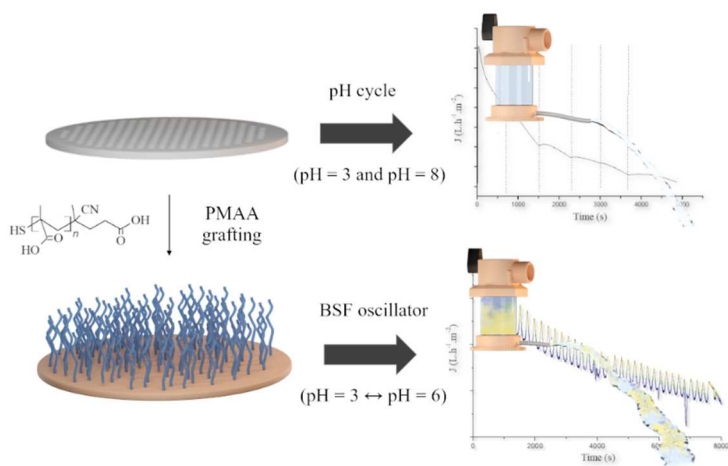 pH cycle
(pH = 3 and pH = 8)
J (L.h⁻¹.m⁻²)
0
1000
2000
3000
4000
Time (s)
HS
n
CN
OH
O
O
HO
PMAA
grafting
BSF oscillator
(pH = 3 ↔ pH = 6)
J (L.h⁻¹.m⁻²)
0
2000
4000
6000
8000
Time (s)